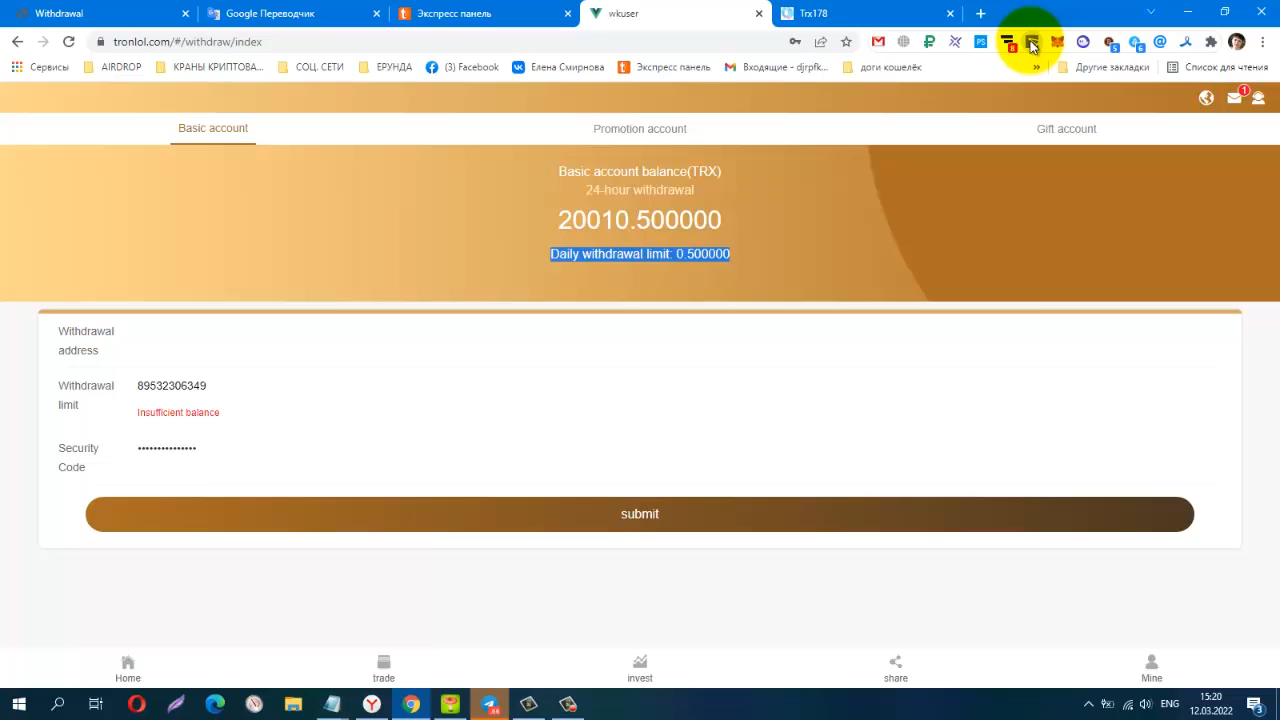 Withdrawal
Google Переводчик
Экспресс панель
wkuser
Trx178
tronlol.com/#/withdraw/index
Сервисы
AIRDROP
КРАНЫ КРИПТОВА...
СОЦ. СЕТИ
ЕРУНДА
(3) Facebook
Елена Смирнова
Экспресс панель
Входящие - djrpfk...
доги кошелёк
»
Другие закладки
Список для чтения
1
Basic account
Promotion account
Gift account
Basic account balance(TRX)
24-hour withdrawal
20010.500000
Daily withdrawal limit: 0.500000
Withdrawal
address
Withdrawal
limit
89532306349
Insufficient balance
Security
Code
•••••••••••••••
submit
Home
trade
invest
share
Mine
ENG
15:20
12.03.2022